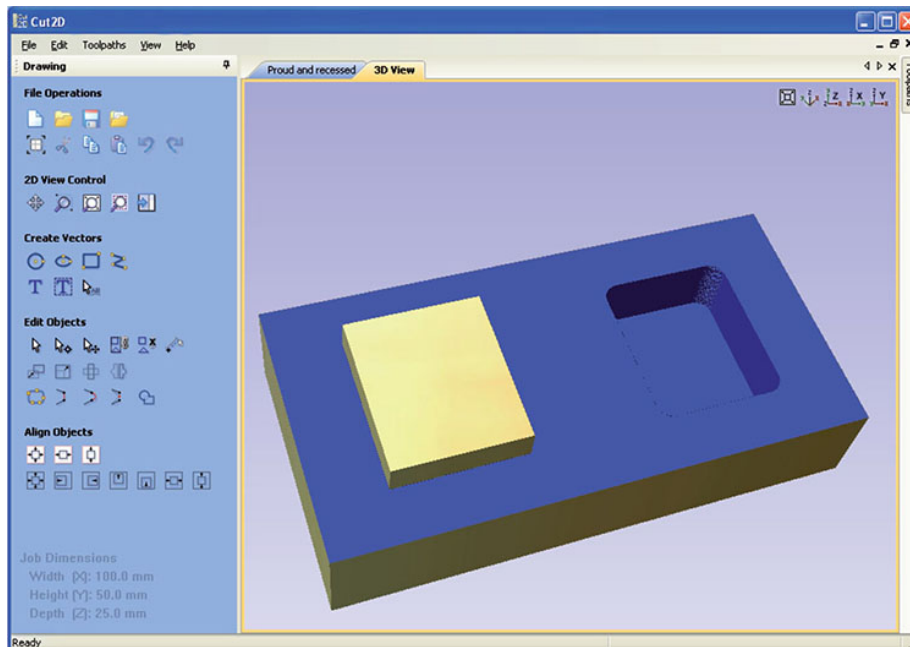 Cut2D
File Edit Toolpaths View Help
Drawing
Proud and recessed
3D View
Toolpaths
File Operations
2D View Control
Create Vectors
T T
Edit Objects
Align Objects
Job Dimensions
Width [X]: 100.0 mm
Height [Y]: 50.0 mm
Depth [Z]: 25.0 mm
Z X Y
Ready